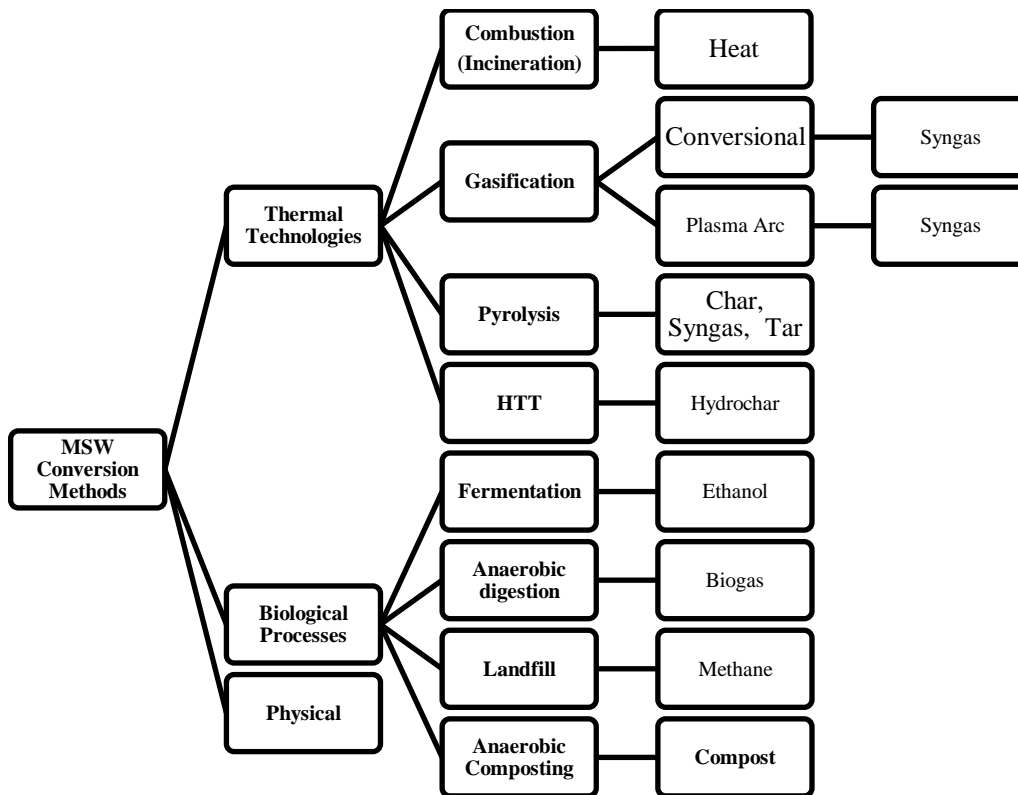 Combustion
(Incineration)
Heat
Conversional
Syngas
Gasification
Thermal
Technologies
Plasma Arc
Syngas
Pyrolysis
Char,
Syngas, Tar
HTT
Hydrochar
MSW
Conversion
Methods
Fermentation
Ethanol
Anaerobic
digestion
Biogas
Biological
Processes
Landfill
Methane
Physical
Anaerobic
Composting
Compost